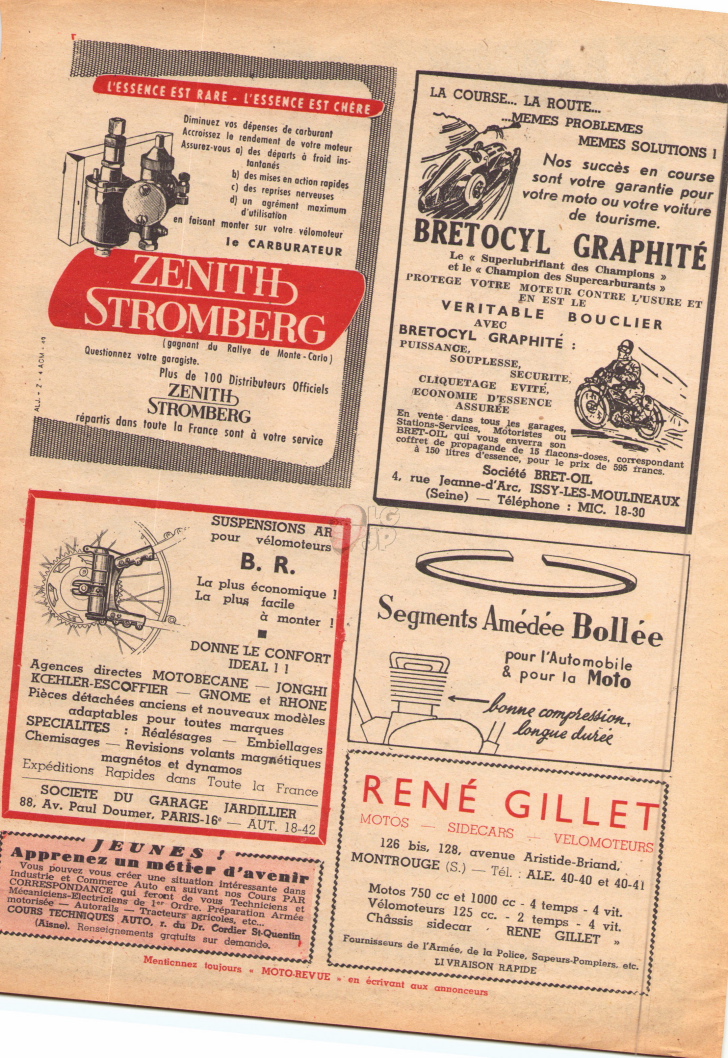 L'ESSENCE EST RARE - L'ESSENCE EST CHÈRE
Diminuez vos dépenses de carburant
Accroissez le rendement de votre moteur
Assurez-vous a) des départs à froid ins-
tantanés
b) des mises en action rapides
c) des reprises nerveuses
d) un agrément maximum
d'utilisation
en faisant monter sur votre vélomoteur
le CARBURATEUR
ZENITH
STROMBERG
(gagnant du Rallye de Monte-Carlo)
Questionnez votre garagiste.
Plus de 100 Distributeurs Officiels
ZENITH
STROMBERG
répartis dans toute la France sont à votre service
LA COURSE... LA ROUTE...
...MEMES PROBLEMES
MEMES SOLUTIONS !
Nos succès en course
sont votre garantie pour
votre moto ou votre voiture
de tourisme.
BRETOCYL GRAPHITÉ
Le « Superlubrifiant des Champions »
et le « Champion des Supercarburants »
PROTEGE VOTRE MOTEUR CONTRE L'USURE ET
EN EST LE
VERITABLE BOUCLIER
AVEC
BRETOCYL GRAPHITÉ :
PUISSANCE,
SOUPLESSE,
SECURITE,
CLIQUETAGE EVITÉ,
ECONOMIE D'ESSENCE
ASSURÉE
En vente dans tous les garages,
Stations-Services, Motoristes ou
BRET-OIL qui vous enverra son
coffret de propagande de 15 flacons-doses, correspondant
à 150 litres d'essence, pour le prix de 595 francs.
Société BRET-OIL
4, rue Jeanne-d'Arc, ISSY-LES-MOULINEAUX
(Seine) — Téléphone : MIC. 18-30
SUSPENSIONS AR
pour vélomoteurs
B. R.
La plus économique !
La plus facile
à monter !
DONNE LE CONFORT
IDEAL ! !
Agences directes MOTOBECANE — JONGHI
KŒHLER-ESCOFFIER — GNOME et RHONE
Pièces détachées anciens et nouveaux modèles
adaptables pour toutes marques
SPECIALITES : Réalésages — Embiellages
Chemisages — Revisions volants magnétiques
magnétos et dynamos
Expéditions Rapides dans Toute la France
SOCIETE DU GARAGE JARDILLIER
88, Av. Paul Doumer, PARIS-16e — AUT. 18-42
Segments Amédée Bollée
pour l'Automobile
& pour la Moto
bonne compression,
longue durée
JEUNES !
Apprenez un métier d'avenir
Vous pouvez vous créer une situation intéressante dans
Industrie et Commerce Auto en suivant nos Cours PAR
CORRESPONDANCE qui feront de vous Techniciens et
Mécaniciens-Electriciens de 1er Ordre. Préparation Armée
motorisée — Autorails — Tracteurs agricoles, etc...
COURS TECHNIQUES AUTO, r. du Dr. Cordier St-Quentin
(Aisne). Renseignements gratuits sur demande.
RENÉ GILLET
MOTOS — SIDECARS — VELOMOTEURS
126 bis, 128, avenue Aristide-Briand,
MONTROUGE (S.) — Tél. : ALE. 40-40 et 40-41
Motos 750 cc et 1000 cc - 4 temps - 4 vit.
Vélomoteurs 125 cc. - 2 temps - 4 vit.
Châssis sidecar RENE GILLET »
Fournisseurs de l'Armée, de la Police, Sapeurs-Pompiers, etc.
LIVRAISON RAPIDE
Mentionnez toujours « MOTO-REVUE » en écrivant aux annonceurs